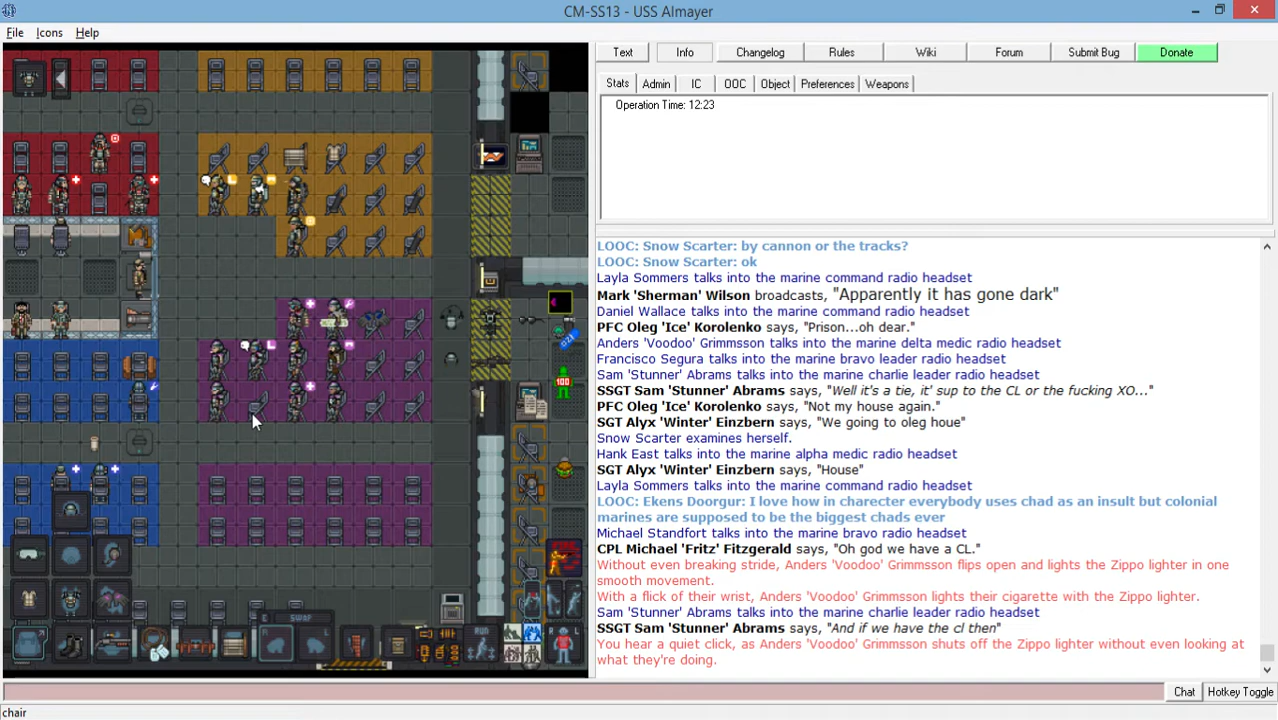 CM-SS13 - USS Almayer
File Icons Help
Text Info Changelog Rules Wiki Forum Submit Bug Donate
Stats Admin IC OOC Object Preferences Weapons
Operation Time: 12:23
LOOC: Snow Scarter: by cannon or the tracks?
LOOC: Snow Scarter: ok
Layla Sommers talks into the marine command radio headset
Mark 'Sherman' Wilson broadcasts, "Apparently it has gone dark"
Daniel Wallace talks into the marine command radio headset
PFC Oleg 'Ice' Korolenko says, "Prison...oh dear."
Anders 'Voodoo' Grimmsson talks into the marine delta medic radio headset
Francisco Segura talks into the marine bravo leader radio headset
Sam 'Stunner' Abrams talks into the marine charlie leader radio headset
SSGT Sam 'Stunner' Abrams says, "Well it's a tie, it' sup to the CL or the fucking XO..."
PFC Oleg 'Ice' Korolenko says, "Not my house again."
SGT Alyx 'Winter' Einzbern says, "We going to oleg houe"
Snow Scarter examines herself.
Hank East talks into the marine alpha medic radio headset
SGT Alyx 'Winter' Einzbern says, "House"
Layla Sommers talks into the marine command radio headset
LOOC: Ekens Doorgur: I love how in charecter everybody uses chad as an insult but colonial
marines are supposed to be the biggest chads ever
Michael Standfort talks into the marine bravo radio headset
CPL Michael 'Fritz' Fitzgerald says, "Oh god we have a CL."
Without even breaking stride, Anders 'Voodoo' Grimmsson flips open and lights the Zippo lighter in one
smooth movement.
With a flick of their wrist, Anders 'Voodoo' Grimmsson lights their cigarette with the Zippo lighter.
Sam 'Stunner' Abrams talks into the marine charlie leader radio headset
SSGT Sam 'Stunner' Abrams says, "And if we have the cl then"
You hear a quiet click, as Anders 'Voodoo' Grimmsson shuts off the Zippo lighter without even looking at
what they're doing.
100
SWAP
RUN
Chat Hotkey Toggle
chair